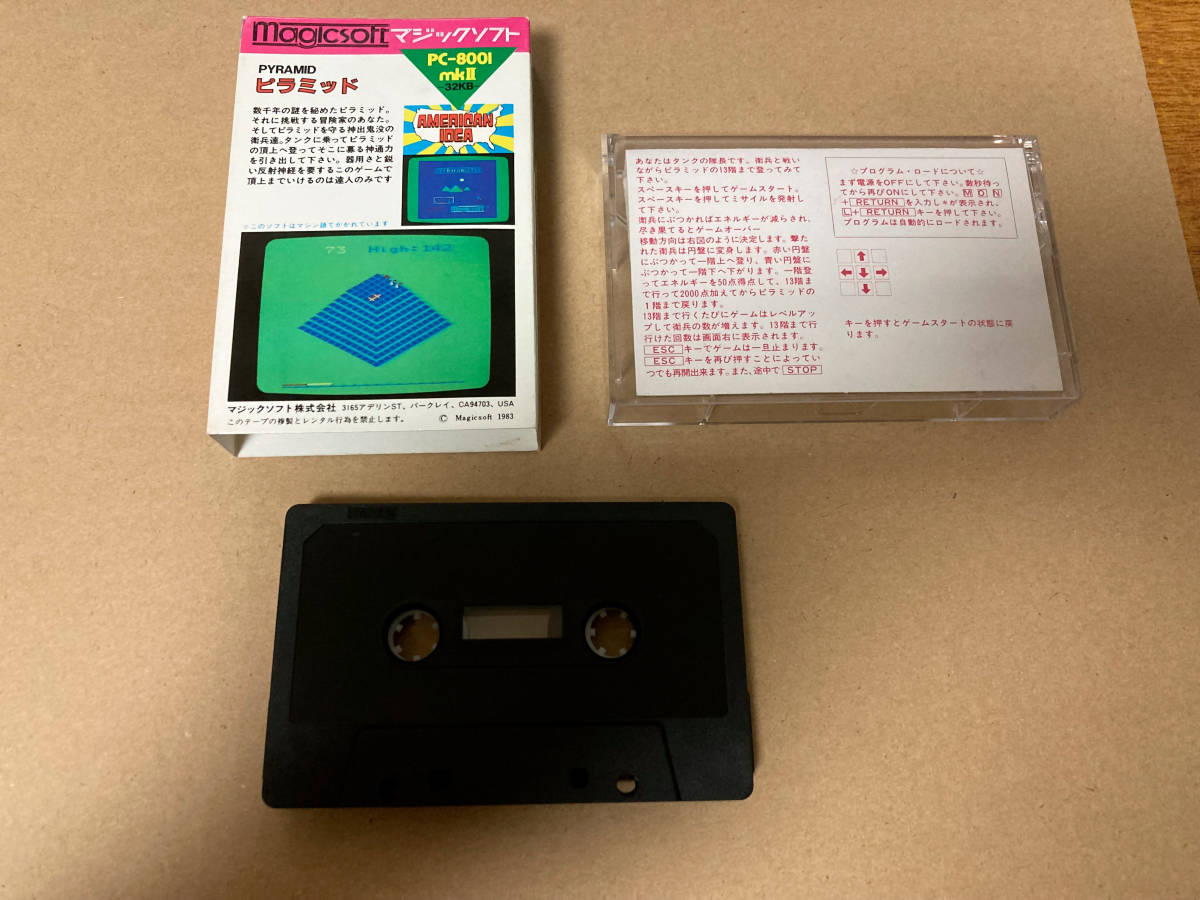 magicsoft マジックソフト
PC-8001
mkII
-32KB-
PYRAMID
ピラミッド
数千年の謎を秘めたピラミッド。
それに挑戦する冒険家のあなた。
そしてピラミッドを守る神出鬼没の
衛兵達。タンクに乗ってピラミッド
の頂上へ登ってそこに募る神通力
を引き出して下さい。器用さと鋭
い反射神経を要するこのゲームで
頂上までいけるのは達人のみです
AMERICAN
IDEA
※このソフトはマシン語でかかれています
73 High:142
マジックソフト株式会社 3165アデリンST、バークレイ、CA94703、USA
このテープの複製とレンタル行為を禁止します。 © Magicsoft 1983
あなたはタンクの隊長です。衛兵と戦い
ながらピラミッドの13階まで登ってみて
下さい。
スペースキーを押してゲームスタート。
スペースキーを押してミサイルを発射し
て下さい。
衛兵にぶつかればエネルギーが減らされ、
尽き果てるとゲームオーバー
移動方向は右図のように決定します。撃た
れた衛兵は円盤に変身します。赤い円盤
にぶつかって一階上へ登り、青い円盤に
ぶつかって一階下へ下がります。一階登
ってエネルギーを50点得点して、13階ま
で行って2000点加えてからピラミッドの
1階まで戻ります。
13階まで行くたびにゲームはレベルアッ
プして衛兵の数が増えます。13階まで行
行けた回数は画面右に表示されます。
ESC キーでゲームは一旦止まります。
ESC キーを再び押すことによってい
つでも再開出来ます。また、途中で STOP
☆プログラム・ロードについて☆
まず電源をOFFにして下さい。数秒待っ
てから再びONにして下さい。M O N
+ RETURN を入力し*が表示され、
L+ RETURN キーを押して下さい。
プログラムは自動的にロードされます。
↑
← ↓ →
↓
キーを押すとゲームスタートの状態に戻
ります。